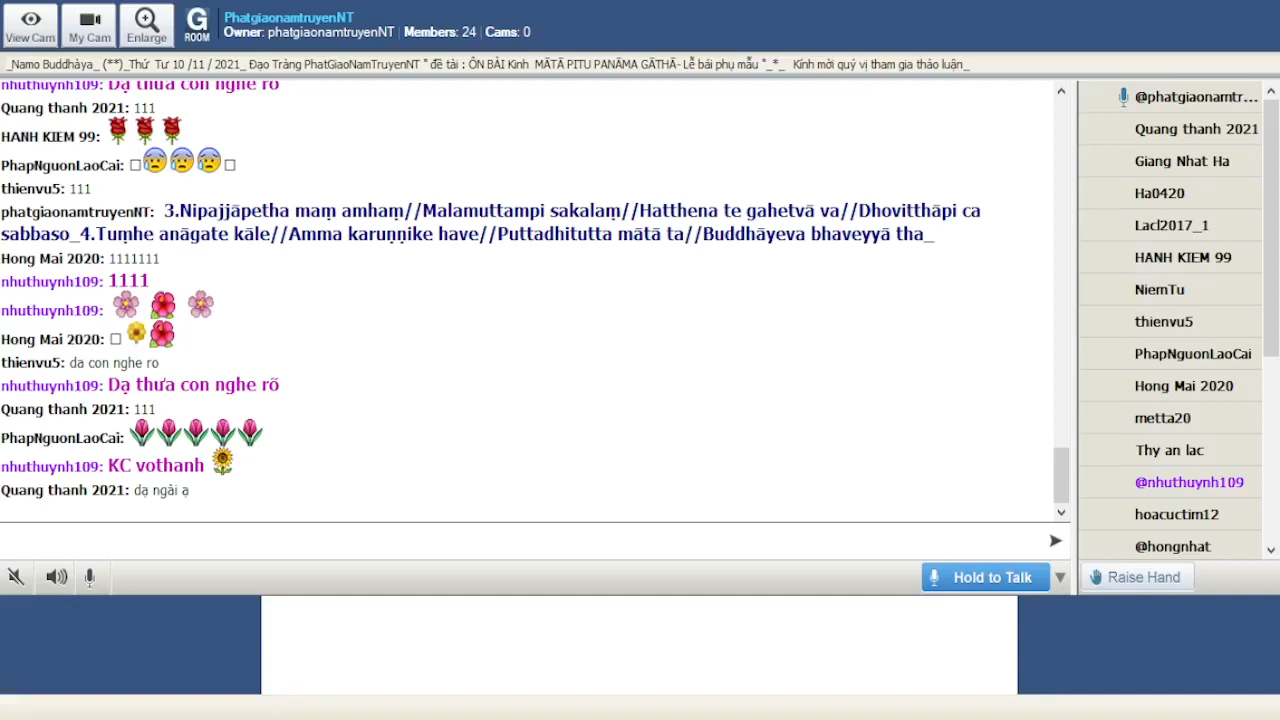 PhatgiaonamtruyenNT
Owner: phatgiaonamtruyenNT | Members: 24 | Cams: 0
View Cam
My Cam
Enlarge
G ROOM
_Namo Buddhàya_ (**)_Thứ Tư 10 /11 / 2021_ Đạo Tràng PhatGiaoNamTruyenNT " đề tài : ÔN BÀI Kinh MĀTĀ PITU PANĀMA GĀTHĀ- Lễ bái phụ mẫu "_*_ Kính mời quý vị tham gia thảo luận_
nhuthuynh109: Dạ thưa con nghe rõ
Quang thanh 2021: 111
HANH KIEM 99:
PhapNguonLaoCai:
thienvu5: 111
phatgiaonamtruyenNT: 3.Nipajjāpetha maṃ amhaṃ//Malamuttampi sakalaṃ//Hatthena te gahetvā va//Dhovitthāpi ca
sabbaso_4.Tuṃhe anāgate kāle//Amma karuṇṇike have//Puttadhitutta mātā ta//Buddhāyeva bhaveyyā tha_
Hong Mai 2020: 1111111
nhuthuynh109: 1111
nhuthuynh109:
Hong Mai 2020:
thienvu5: da con nghe ro
nhuthuynh109: Dạ thưa con nghe rõ
Quang thanh 2021: 111
PhapNguonLaoCai:
nhuthuynh109: KC vothanh
Quang thanh 2021: dạ ngài ạ
@phatgiaonamtr...
Quang thanh 2021
Giang Nhat Ha
Ha0420
Lacl2017_1
HANH KIEM 99
NiemTu
thienvu5
PhapNguonLaoCai
Hong Mai 2020
metta20
Thy an lac
@nhuthuynh109
hoacuctim12
@hongnhat
Hold to Talk
Raise Hand